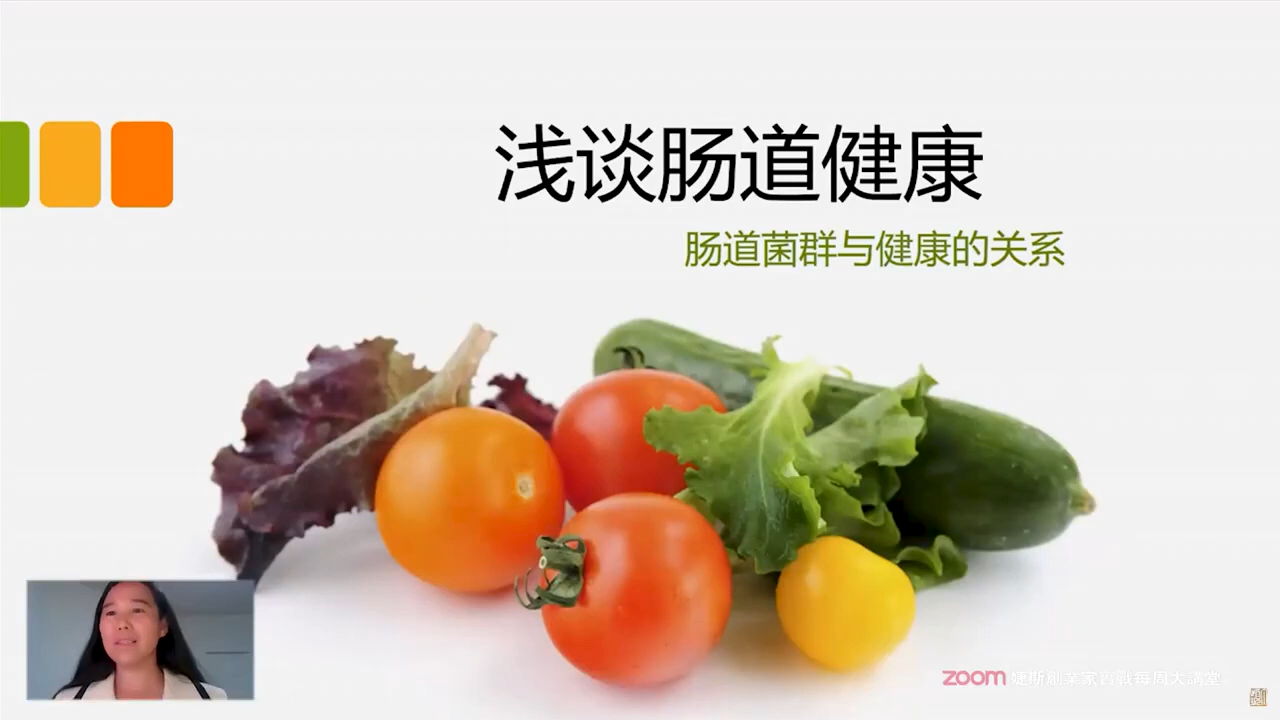 浅谈肠道健康
肠道菌群与健康的关系
zoom 婕斯創業家百戰每周大講堂